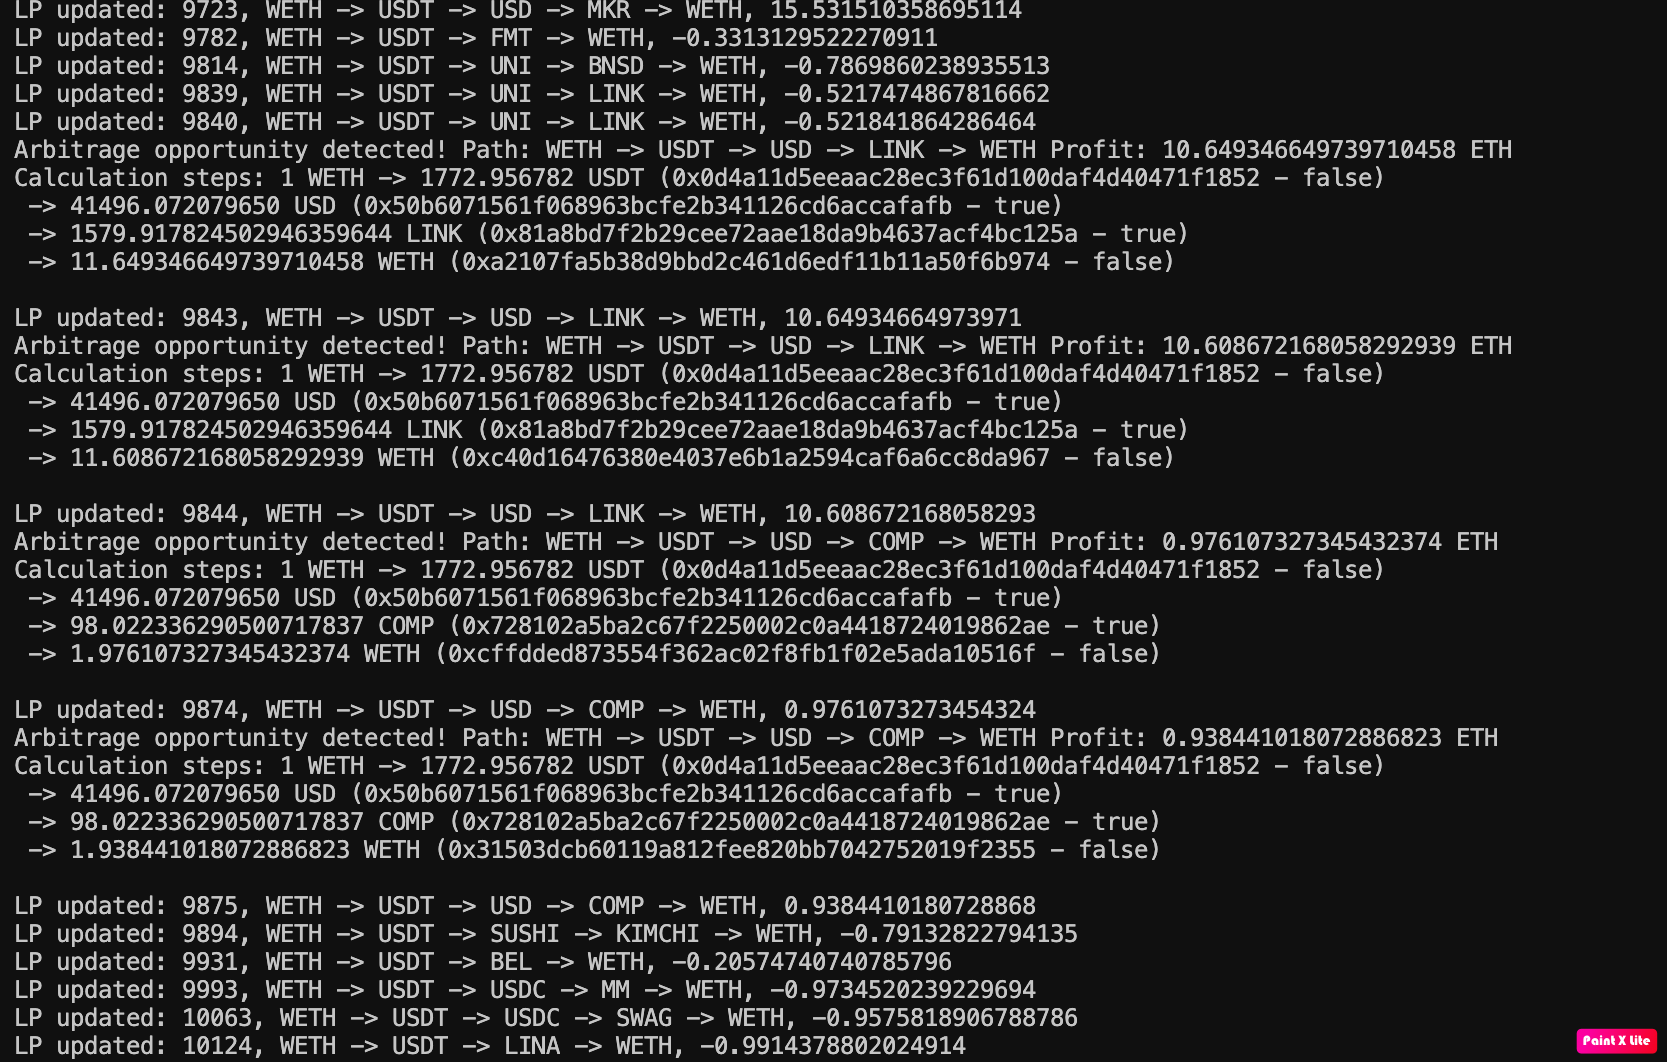 LP updated: 9723, WETH -> USDT -> USD -> MKR -> WETH, 15.531510358695114
LP updated: 9782, WETH -> USDT -> FMT -> WETH, -0.3313129522270911
LP updated: 9814, WETH -> USDT -> UNI -> BNSD -> WETH, -0.7869860238935513
LP updated: 9839, WETH -> USDT -> UNI -> LINK -> WETH, -0.5217474867816662
LP updated: 9840, WETH -> USDT -> UNI -> LINK -> WETH, -0.521841864286464
Arbitrage opportunity detected! Path: WETH -> USDT -> USD -> LINK -> WETH Profit: 10.649346649739710458 ETH
Calculation steps: 1 WETH -> 1772.956782 USDT (0x0d4a11d5eeaac28ec3f61d100daf4d40471f1852 - false)
-> 41496.072079650 USD (0x50b6071561f068963bcfe2b341126cd6accafafb - true)
-> 1579.917824502946359644 LINK (0x81a8bd7f2b29cee72aae18da9b4637acf4bc125a - true)
-> 11.649346649739710458 WETH (0xa2107fa5b38d9bbd2c461d6edf11b11a50f6b974 - false)
LP updated: 9843, WETH -> USDT -> USD -> LINK -> WETH, 10.64934664973971
Arbitrage opportunity detected! Path: WETH -> USDT -> USD -> LINK -> WETH Profit: 10.608672168058292939 ETH
Calculation steps: 1 WETH -> 1772.956782 USDT (0x0d4a11d5eeaac28ec3f61d100daf4d40471f1852 - false)
-> 41496.072079650 USD (0x50b6071561f068963bcfe2b341126cd6accafafb - true)
-> 1579.917824502946359644 LINK (0x81a8bd7f2b29cee72aae18da9b4637acf4bc125a - true)
-> 11.608672168058292939 WETH (0xc40d16476380e4037e6b1a2594caf6a6cc8da967 - false)
LP updated: 9844, WETH -> USDT -> USD -> LINK -> WETH, 10.608672168058293
Arbitrage opportunity detected! Path: WETH -> USDT -> USD -> COMP -> WETH Profit: 0.976107327345432374 ETH
Calculation steps: 1 WETH -> 1772.956782 USDT (0x0d4a11d5eeaac28ec3f61d100daf4d40471f1852 - false)
-> 41496.072079650 USD (0x50b6071561f068963bcfe2b341126cd6accafafb - true)
-> 98.022336290500717837 COMP (0x728102a5ba2c67f2250002c0a4418724019862ae - true)
-> 1.976107327345432374 WETH (0xcffdded873554f362ac02f8fb1f02e5ada10516f - false)
LP updated: 9874, WETH -> USDT -> USD -> COMP -> WETH, 0.9761073273454324
Arbitrage opportunity detected! Path: WETH -> USDT -> USD -> COMP -> WETH Profit: 0.938441018072886823 ETH
Calculation steps: 1 WETH -> 1772.956782 USDT (0x0d4a11d5eeaac28ec3f61d100daf4d40471f1852 - false)
-> 41496.072079650 USD (0x50b6071561f068963bcfe2b341126cd6accafafb - true)
-> 98.022336290500717837 COMP (0x728102a5ba2c67f2250002c0a4418724019862ae - true)
-> 1.938441018072886823 WETH (0x31503dcb60119a812fee820bb7042752019f2355 - false)
LP updated: 9875, WETH -> USDT -> USD -> COMP -> WETH, 0.9384410180728868
LP updated: 9894, WETH -> USDT -> SUSHI -> KIMCHI -> WETH, -0.79132822794135
LP updated: 9931, WETH -> USDT -> BEL -> WETH, -0.20574740740785796
LP updated: 9993, WETH -> USDT -> USDC -> MM -> WETH, -0.9734520239229694
LP updated: 10063, WETH -> USDT -> USDC -> SWAG -> WETH, -0.9575818906788786
LP updated: 10124, WETH -> USDT -> LINA -> WETH, -0.9914378802024914
Paint X Lite